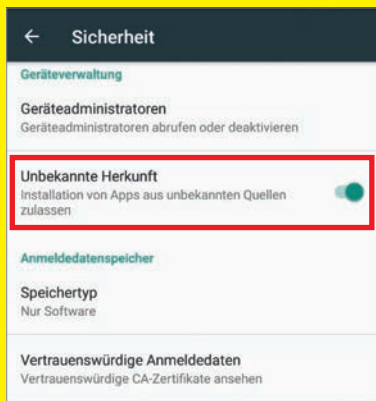 Sicherheit
Geräteverwaltung
Geräteadministratoren
Geräteadministratoren abrufen oder deaktivieren
Unbekannte Herkunft
Installation von Apps aus unbekannten Quellen
zulassen
Anmeldedatenspeicher
Speichertyp
Nur Software
Vertrauenswürdige Anmeldedaten
Vertrauenswürdige CA-Zertifikate ansehen